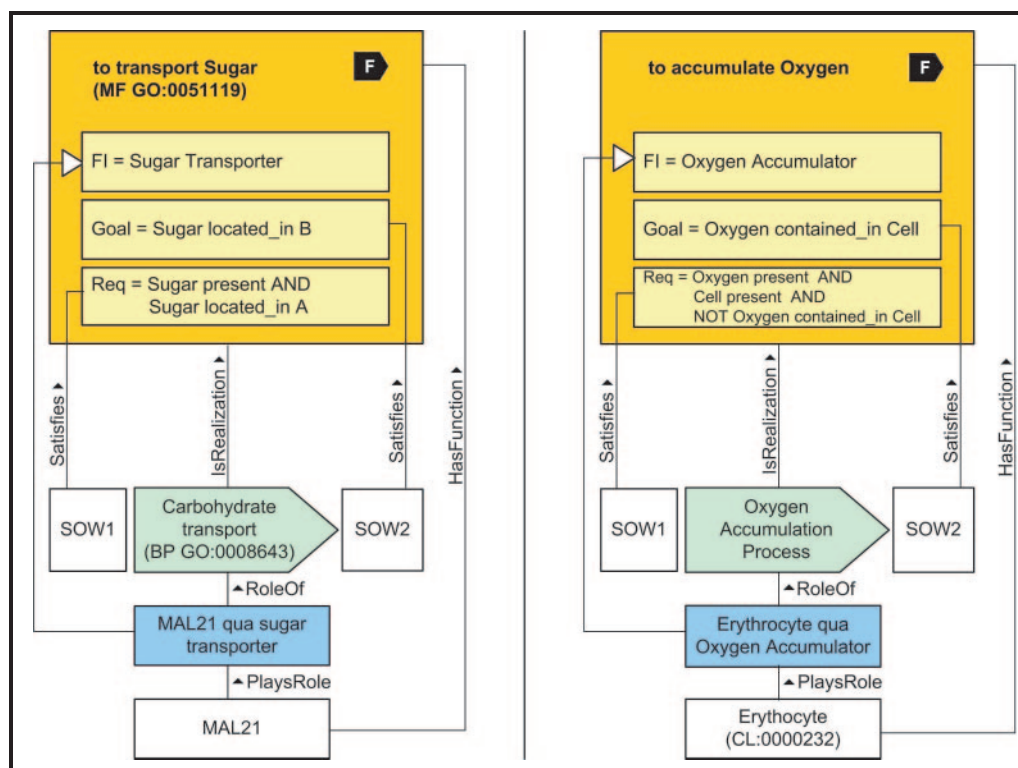 to transport Sugar
(MF GO:0051119)
F
FI = Sugar Transporter
Goal = Sugar located_in B
Req = Sugar present AND
Sugar located_in A
Satisfies
IsRealization
Satisfies
HasFunction
SOW1
Carbohydrate
transport
(BP GO:0008643)
SOW2
RoleOf
MAL21 qua sugar
transporter
PlaysRole
MAL21
to accumulate Oxygen
F
FI = Oxygen Accumulator
Goal = Oxygen contained_in Cell
Req = Oxygen present AND
Cell present AND
NOT Oxygen contained_in Cell
Satisfies
IsRealization
Satisfies
HasFunction
SOW1
Oxygen
Accumulation
Process
SOW2
RoleOf
Erythrocyte qua
Oxygen Accumulator
PlaysRole
Erythocyte
(CL:0000232)